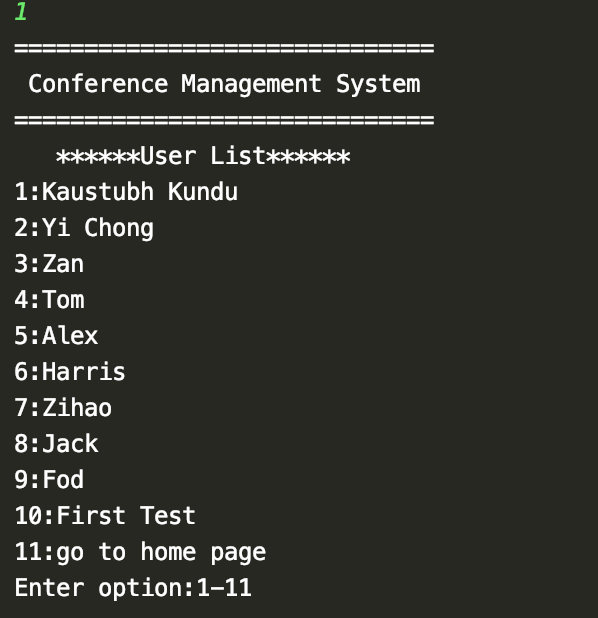 1
==============================
Conference Management System
==============================
******User List******
1:Kaustubh Kundu
2:Yi Chong
3:Zan
4:Tom
5:Alex
6:Harris
7:Zihao
8:Jack
9:Fod
10:First Test
11:go to home page
Enter option:1-11